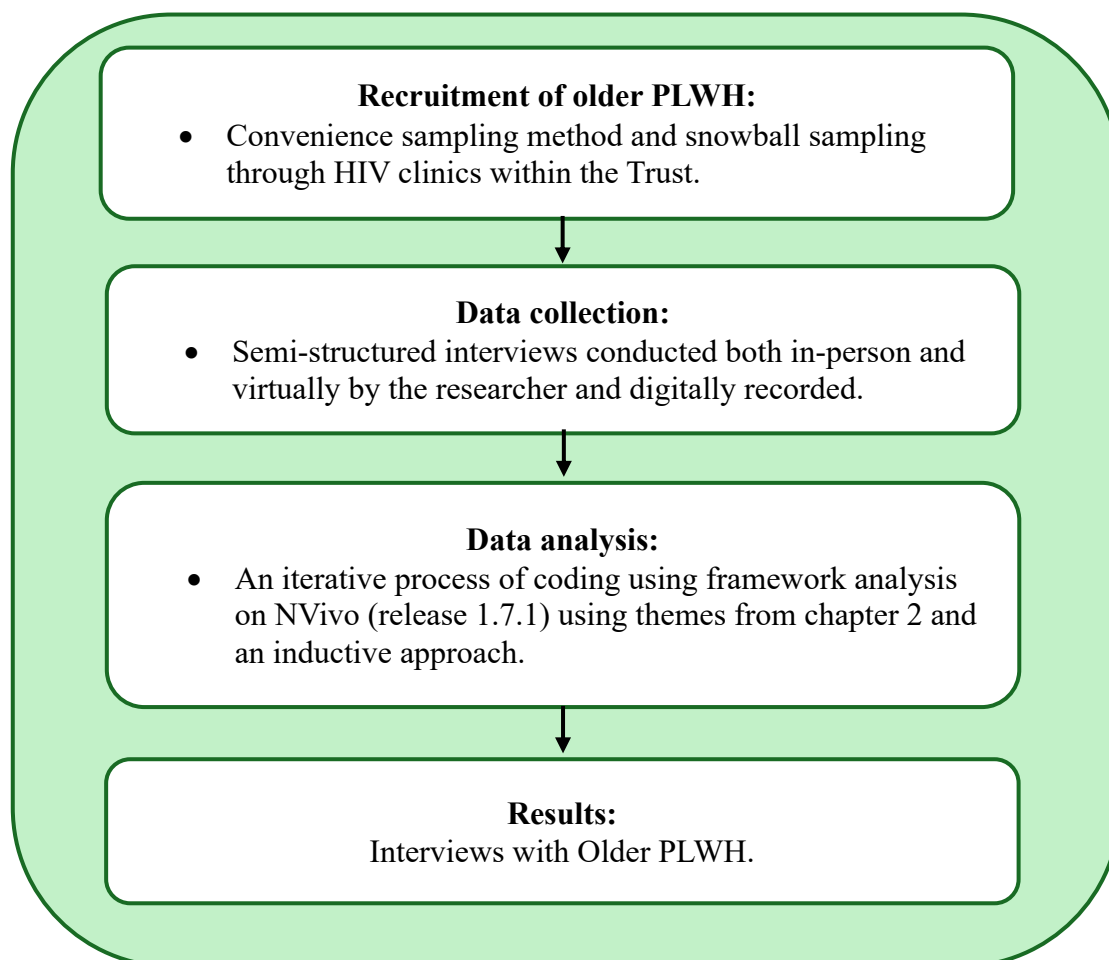 Recruitment of older PLWH:
• Convenience sampling method and snowball sampling
through HIV clinics within the Trust.
Data collection:
• Semi-structured interviews conducted both in-person and
virtually by the researcher and digitally recorded.
Data analysis:
• An iterative process of coding using framework analysis
on NVivo (release 1.7.1) using themes from chapter 2 and
an inductive approach.
Results:
Interviews with Older PLWH.